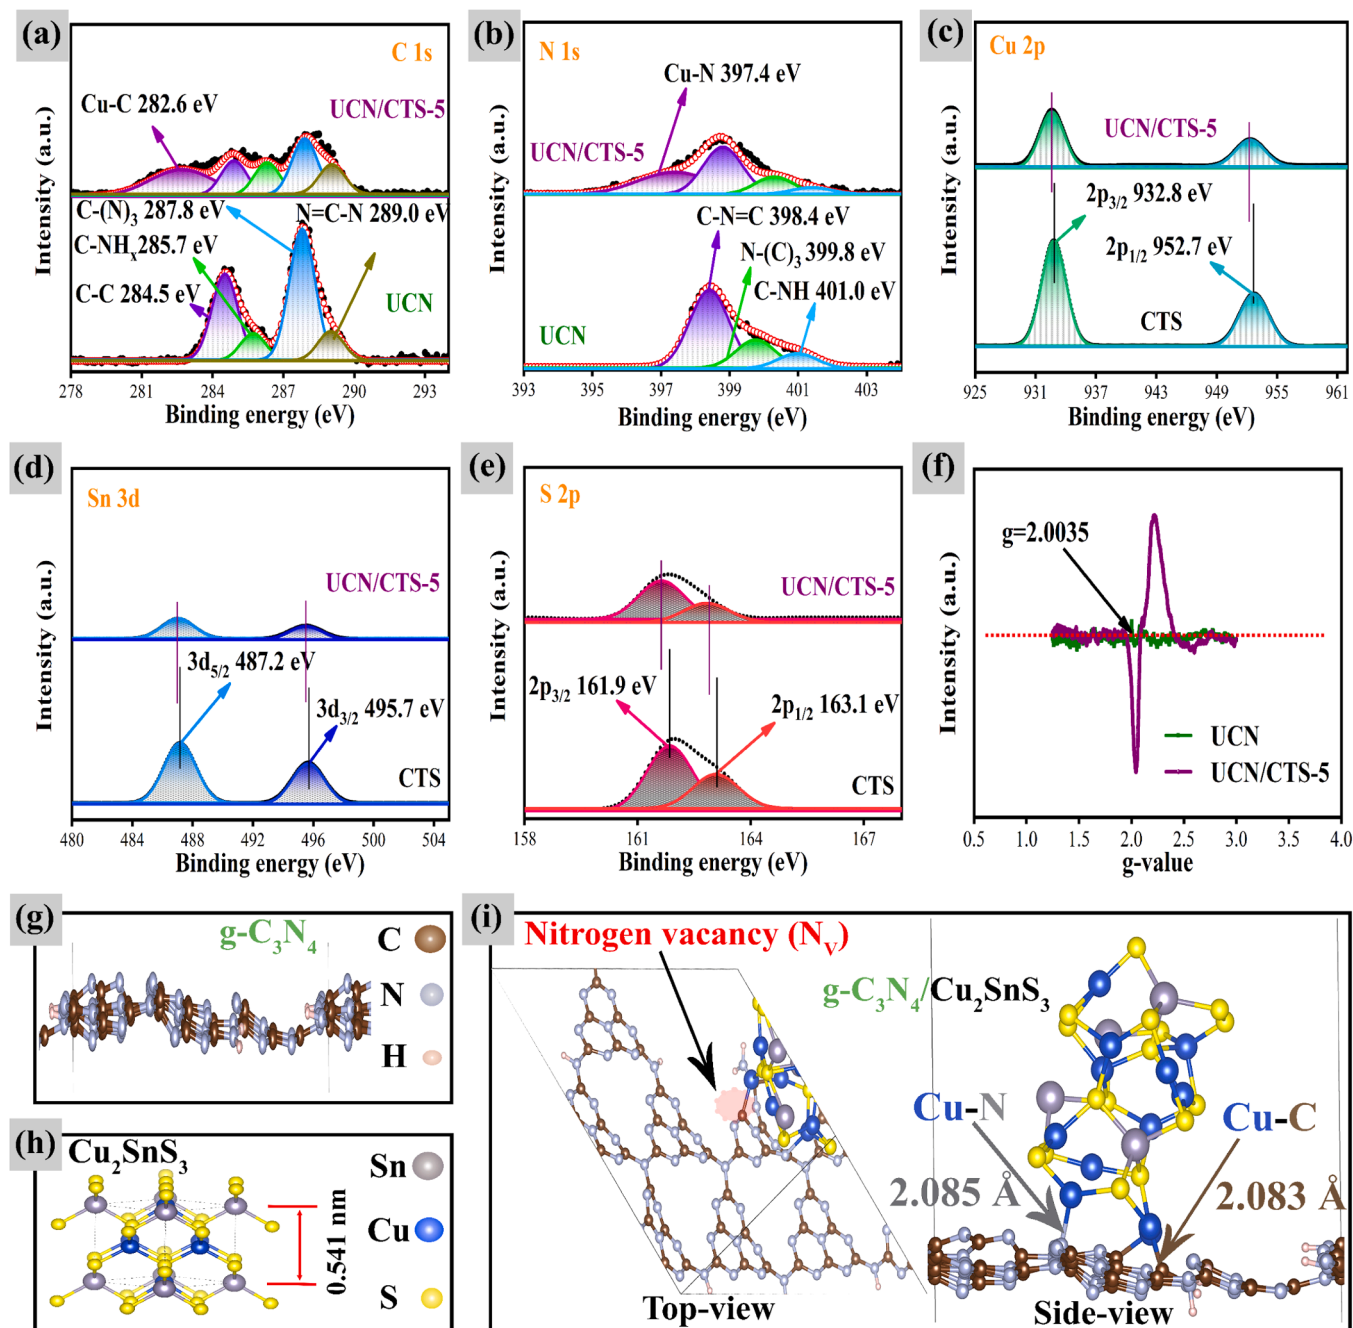 (a)
C 1s
Cu-C 282.6 eV
UCN/CTS-5
C-(N)₃ 287.8 eV
N=C-N 289.0 eV
C-NHₓ285.7 eV
C-C 284.5 eV
UCN
Intensity (a.u.)
Intensity (a.u.)
278 281 284 287 290 293
Binding energy (eV)
(b)
N 1s
Cu-N 397.4 eV
UCN/CTS-5
C-N=C 398.4 eV
N-(C)₃ 399.8 eV
C-NH 401.0 eV
UCN
Intensity (a.u.)
393 395 397 399 401 403
Binding energy (eV)
(c)
Cu 2p
UCN/CTS-5
2p₃/₂ 932.8 eV
2p₁/₂ 952.7 eV
CTS
Intensity (a.u.)
925 931 937 943 949 955 961
Binding energy (eV)
(d)
Sn 3d
UCN/CTS-5
3d₅/₂ 487.2 eV
3d₃/₂ 495.7 eV
CTS
Intensity (a.u.)
480 484 488 492 496 500 504
Binding energy (eV)
(e)
S 2p
UCN/CTS-5
2p₃/₂ 161.9 eV
2p₁/₂ 163.1 eV
CTS
Intensity (a.u.)
158 161 164 167
Binding energy (eV)
(f)
g=2.0035
UCN
UCN/CTS-5
Intensity (a.u.)
0.5 1.0 1.5 2.0 2.5 3.0 3.5 4.0
g-value
(g)
g-C₃N₄
C
N
H
(h)
Cu₂SnS₃
Sn
Cu
S
0.541 nm
(i)
Nitrogen vacancy (Nᵥ)
g-C₃N₄/Cu₂SnS₃
Cu-N
Cu-C
2.085 Å
2.083 Å
Top-view
Side-view